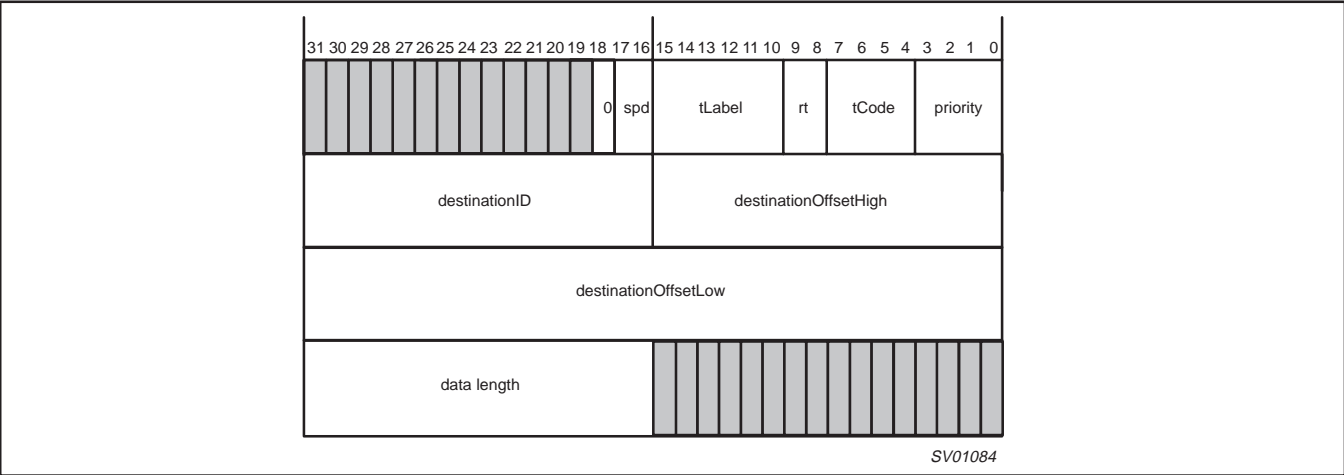 31 30 29 28 27 26 25 24 23 22 21 20 19 18 17 16 15 14 13 12 11 10 9 8 7 6 5 4 3 2 1 0
0 spd tLabel rt tCode priority
destinationID destinationOffsetHigh
destinationOffsetLow
data length
SV01084